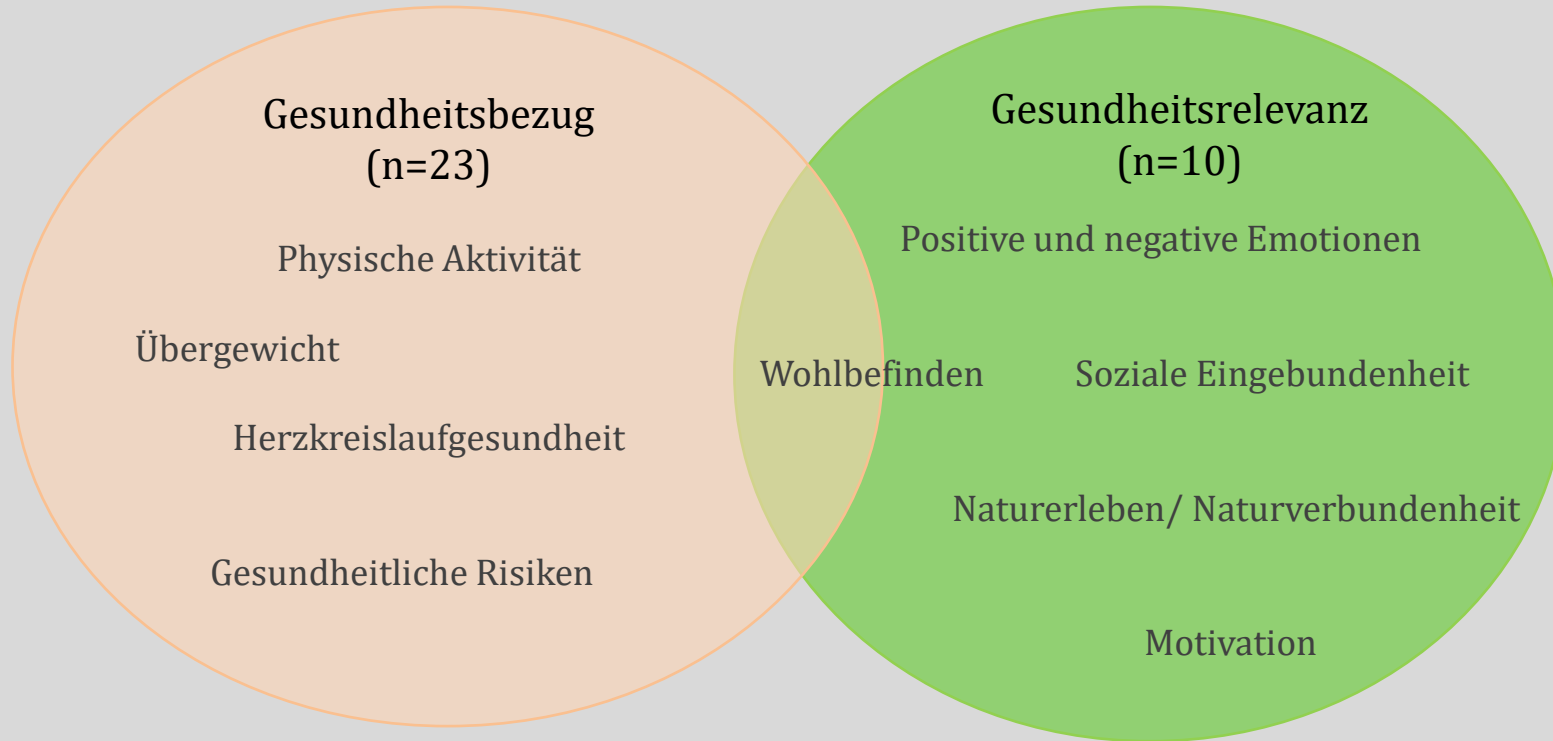 Gesundheitsbezug
(n=23)
Physische Aktivität
Übergewicht
Herzkreislaufgesundheit
Gesundheitliche Risiken
Wohlbefinden
Gesundheitsrelevanz
(n=10)
Positive und negative Emotionen
Soziale Eingebundenheit
Naturerleben/ Naturverbundenheit
Motivation